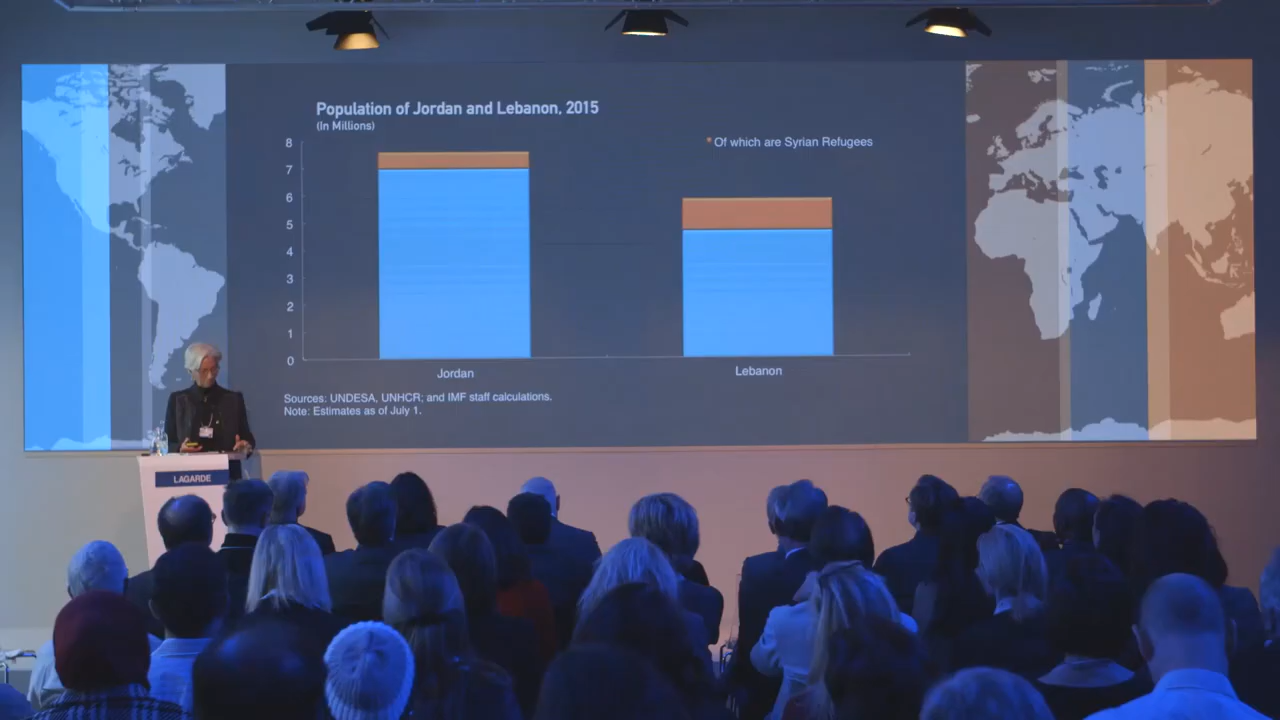 Population of Jordan and Lebanon, 2015
(In Millions)
* Of which are Syrian Refugees
8
7
6
5
4
3
2
1
0
Jordan
Lebanon
Sources: UNDESA, UNHCR; and IMF staff calculations.
Note: Estimates as of July 1.
LAGARDE